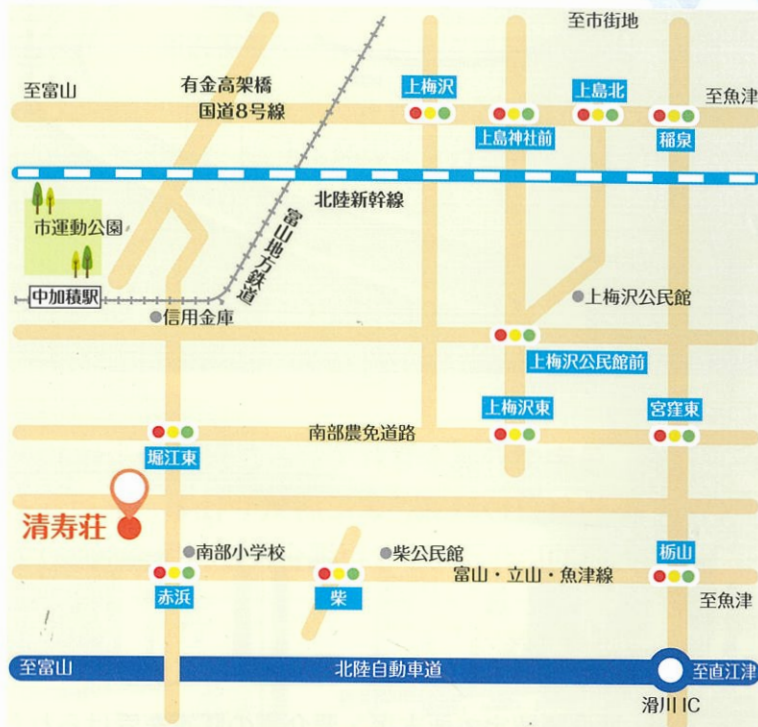 至市街地
至富山
有金高架橋
国道8号線
上梅沢
上島神社前
上島北
稲泉
至魚津
北陸新幹線
市運動公園
富山地方鉄道
中加積駅
信用金庫
上梅沢公民館
上梅沢公民館前
堀江東
南部農免道路
上梅沢東
宮窪東
清寿荘
南部小学校
柴公民館
赤浜
柴
富山・立山・魚津線
栃山
至魚津
至富山
北陸自動車道
至直江津
滑川 IC